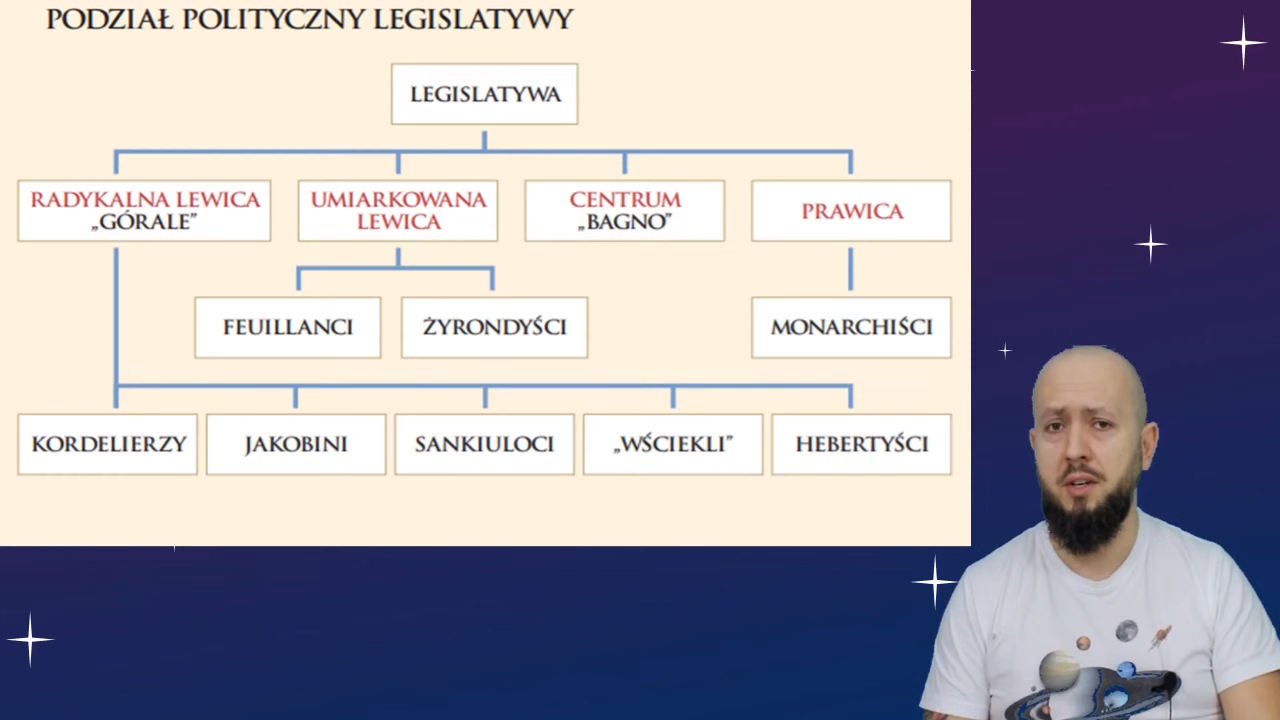 PODZIAŁ POLITYCZNY LEGISLATYWY
LEGISLATYWA
RADYKALNA LEWICA
„GÓRALE”
UMIARKOWANA
LEWICA
CENTRUM
„BAGNO”
PRAWICA
FEUILLANCI
ŻYRONDYŚCI
MONARCHIŚCI
KORDELIERZY
JAKOBINI
SANKIULOCI
„WŚCIEKLI”
HEBERTYŚCI